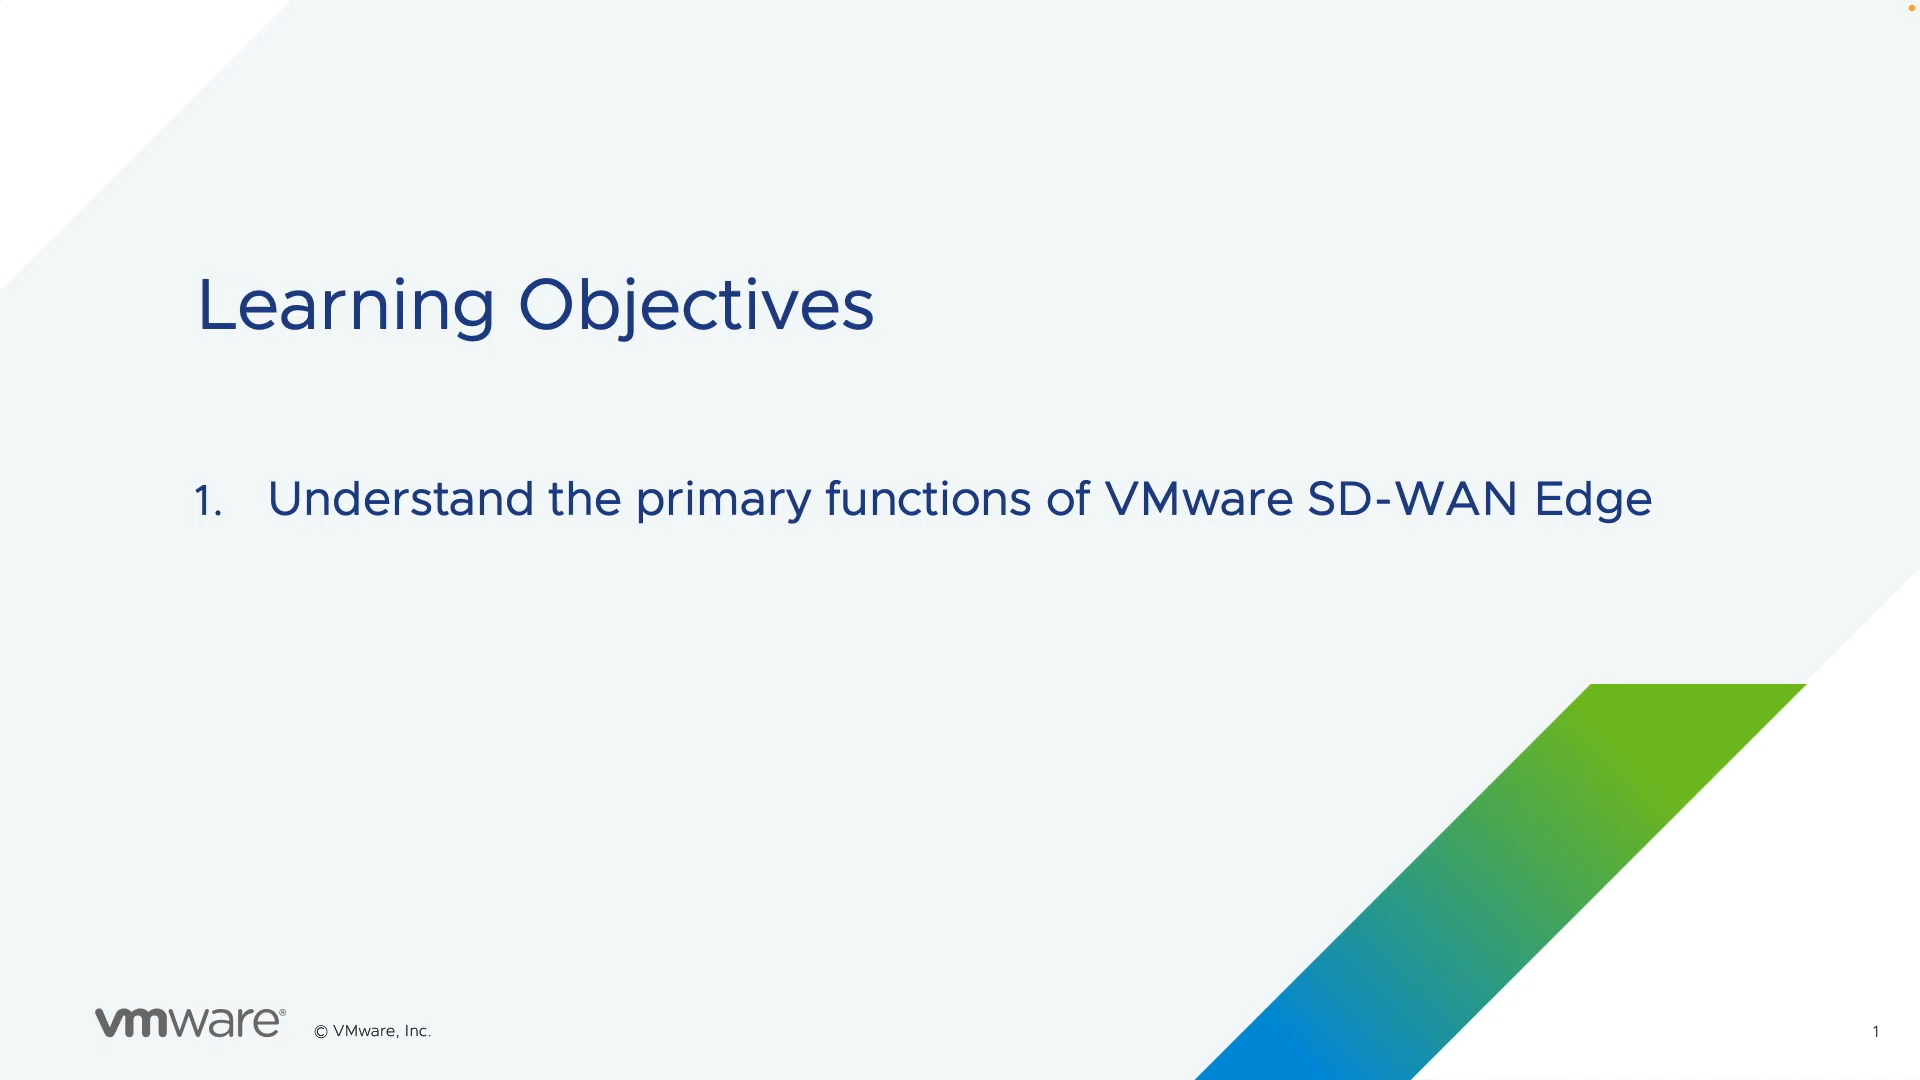 Learning Objectives
1. Understand the primary functions of VMware SD-WAN Edge
vmware®
© VMware, Inc.
1